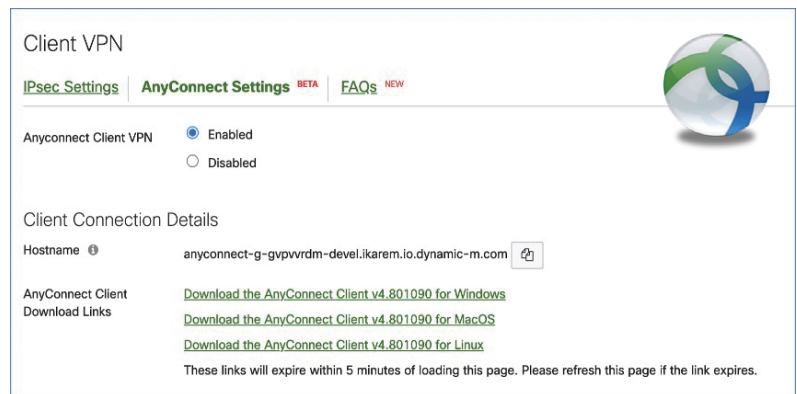 Client VPN
IPsec Settings AnyConnect Settings BETA FAQs NEW
Anyconnect Client VPN Enabled
Disabled
Client Connection Details
Hostname anyconnect-g-gvpvvrdm-devel.ikarem.io.dynamic-m.com
AnyConnect Client
Download Links
Download the AnyConnect Client v4.801090 for Windows
Download the AnyConnect Client v4.801090 for MacOS
Download the AnyConnect Client v4.801090 for Linux
These links will expire within 5 minutes of loading this page. Please refresh this page if the link expires.